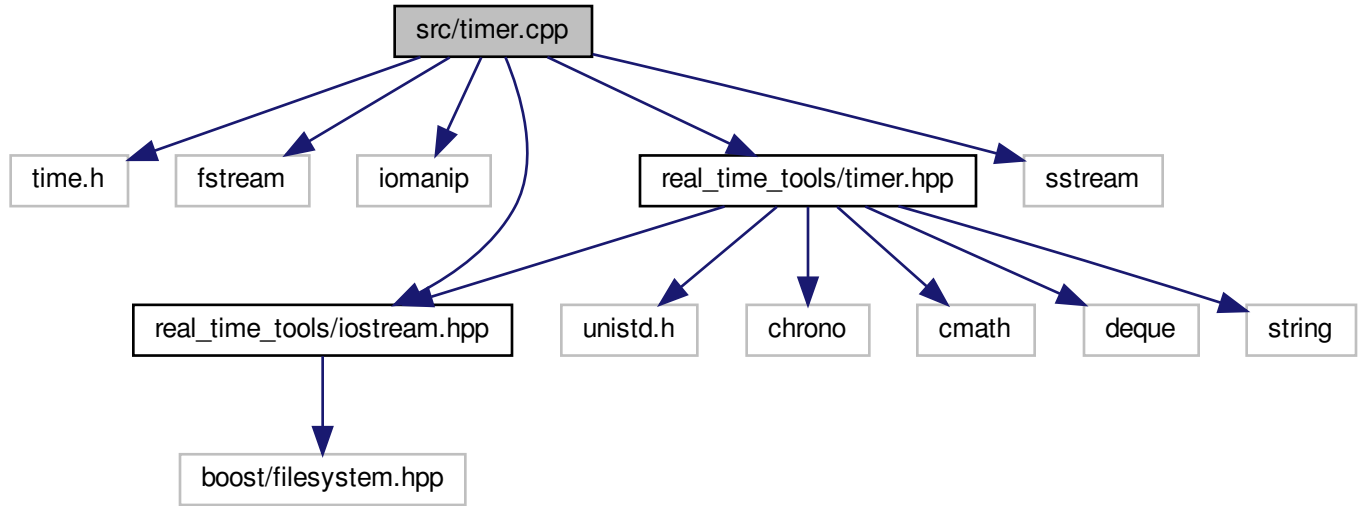 src/timer.cpp
time.h
fstream
iomanip
real_time_tools/timer.hpp
sstream
real_time_tools/iostream.hpp
unistd.h
chrono
cmath
deque
string
boost/filesystem.hpp